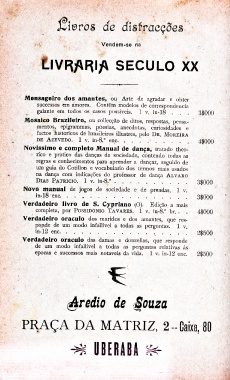 Livros de distracções
Vendem-se na
LIVRARIA SECULO XX
Mensageiro dos amantes, ou Arte de agradar e obter
successos em amores. Contém modelos de correspondencia
galante em todos os casos possiveis. 1 v. in-18 . . 2$000
Mosaico Brazileiro, ou collecção de ditos, respostas, pensa-
mentos, epigrammas, poesias, anecdotas, curiosidades e
factos historicos de brasileiros illustres, pelo DR. MOREIRA
DE AZEVEDO. 1 v. in-8.º enc. . . . 4$000
Novissimo e completo Manual de dança, tratado theo-
rico e pratico das danças de sociedade, contendo todas as
regras e conhecimentos para aprender a dançar, seguido de
um guia do Cotillon e vocabulario dos termos mais usados
na dança com indicações do professor de dança ALVARO
DIAS PATRICIO. 1 v. in-8.º . . . 3$000
Novo manual de jogos de sociedade e de prendas, 1 v.
in-18 enc. . . . 3$000
Verdadeiro livro de S. Cypriano (O). Edição a mais
completa, por POSSIDONIO TAVARES. 1 v. in-8.º br. . . 4$000
Verdadeiro oraculo dos maridos e dos amantes, que res-
ponde de um modo infallivel a todas as perguntas. 1 v.
in-12 enc. . . . 2$500
Verdadeiro oraculo das damas e donzellas, que responde
de um modo infallivel a todas as perguntas relativas ás
épocas e successos mais notaveis da vida. 1 v. in-12 enc. 2$500
Aredio de Souza
PRAÇA DA MATRIZ, 2--Caixa, 80
UBERABA